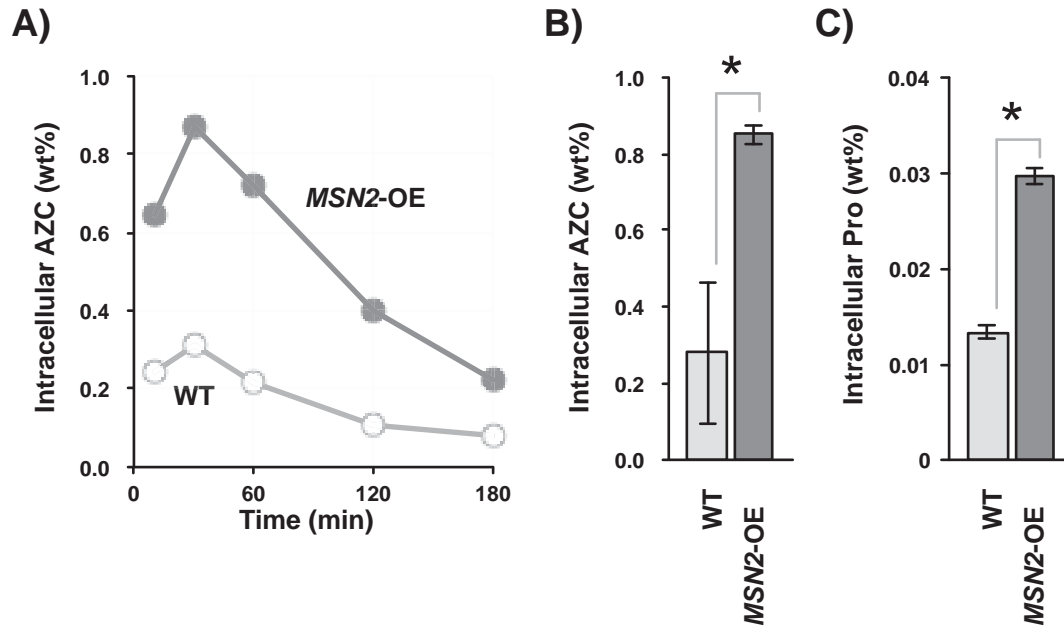 A)
Intracellular AZC (wt%)
1.0
0.8
0.6
0.4
0.2
0.0
MSN2-OE
WT
0
60
120
180
Time (min)
B)
Intracellular AZC (wt%)
1.0
0.8
0.6
0.4
0.2
0.0
*
WT
MSN2-OE
C)
Intracellular Pro (wt%)
0.04
0.03
0.02
0.01
0
*
WT
MSN2-OE